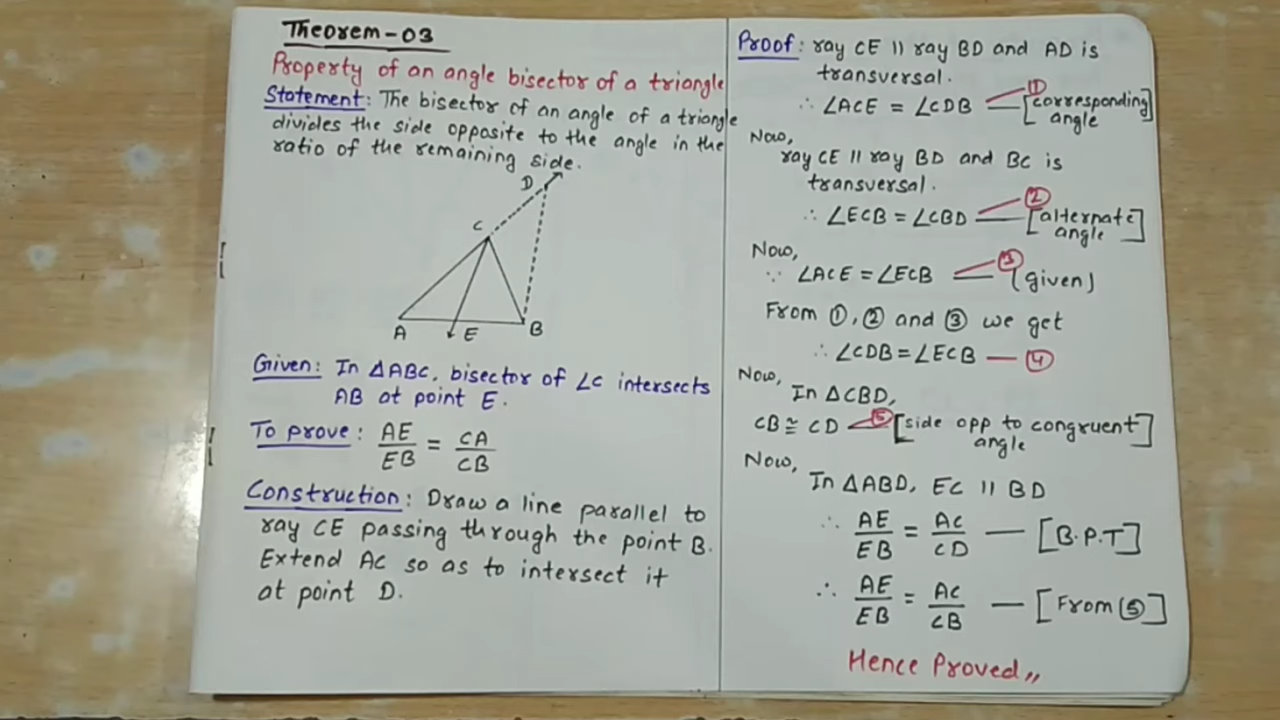 Theorem-03
Property of an angle bisector of a triangle
Statement: The bisector of an angle of a triangle
divides the side opposite to the angle in the
ratio of the remaining side.
D
C
A
E
B
Given: In △ABC, bisector of ∠C intersects
AB at point E.
To prove: AE/EB = CA/CB
Construction: Draw a line parallel to
ray CE passing through the point B.
Extend AC so as to intersect it
at point D.
Proof: ray CE || ray BD and AD is
transversal.
∴ ∠ACE = ∠CDB — ① [corresponding
angle]
Now,
ray CE || ray BD and BC is
transversal.
∴ ∠ECB = ∠CBD — ② [alternate
angle]
Now,
∵ ∠ACE = ∠ECB — ③ (given)
From ①, ② and ③ we get
∴ ∠CDB = ∠ECB — ④
Now,
In △CBD,
CB ≅ CD — ⑤ [side opp to congruent
angle]
Now,
In △ABD, EC || BD
∴ AE/EB = AC/CD — [B.P.T]
∴ AE/EB = AC/CB — [From ⑤]
Hence Proved,,